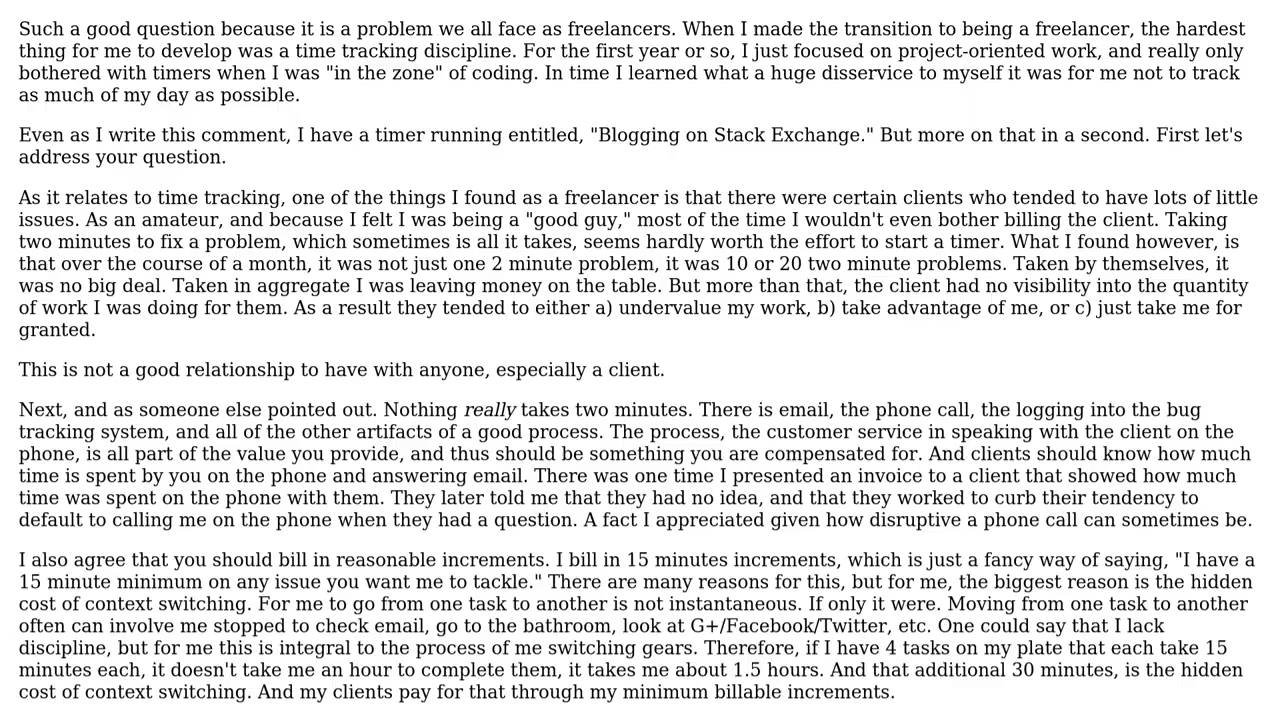 Such a good question because it is a problem we all face as freelancers. When I made the transition to being a freelancer, the hardest
thing for me to develop was a time tracking discipline. For the first year or so, I just focused on project-oriented work, and really only
bothered with timers when I was "in the zone" of coding. In time I learned what a huge disservice to myself it was for me not to track
as much of my day as possible.
Even as I write this comment, I have a timer running entitled, "Blogging on Stack Exchange." But more on that in a second. First let's
address your question.
As it relates to time tracking, one of the things I found as a freelancer is that there were certain clients who tended to have lots of little
issues. As an amateur, and because I felt I was being a "good guy," most of the time I wouldn't even bother billing the client. Taking
two minutes to fix a problem, which sometimes is all it takes, seems hardly worth the effort to start a timer. What I found however, is
that over the course of a month, it was not just one 2 minute problem, it was 10 or 20 two minute problems. Taken by themselves, it
was no big deal. Taken in aggregate I was leaving money on the table. But more than that, the client had no visibility into the quantity
of work I was doing for them. As a result they tended to either a) undervalue my work, b) take advantage of me, or c) just take me for
granted.
This is not a good relationship to have with anyone, especially a client.
Next, and as someone else pointed out. Nothing really takes two minutes. There is email, the phone call, the logging into the bug
tracking system, and all of the other artifacts of a good process. The process, the customer service in speaking with the client on the
phone, is all part of the value you provide, and thus should be something you are compensated for. And clients should know how much
time is spent by you on the phone and answering email. There was one time I presented an invoice to a client that showed how much
time was spent on the phone with them. They later told me that they had no idea, and that they worked to curb their tendency to
default to calling me on the phone when they had a question. A fact I appreciated given how disruptive a phone call can sometimes be.
I also agree that you should bill in reasonable increments. I bill in 15 minutes increments, which is just a fancy way of saying, "I have a
15 minute minimum on any issue you want me to tackle." There are many reasons for this, but for me, the biggest reason is the hidden
cost of context switching. For me to go from one task to another is not instantaneous. If only it were. Moving from one task to another
often can involve me stopped to check email, go to the bathroom, look at G+/Facebook/Twitter, etc. One could say that I lack
discipline, but for me this is integral to the process of me switching gears. Therefore, if I have 4 tasks on my plate that each take 15
minutes each, it doesn't take me an hour to complete them, it takes me about 1.5 hours. And that additional 30 minutes, is the hidden
cost of context switching. And my clients pay for that through my minimum billable increments.